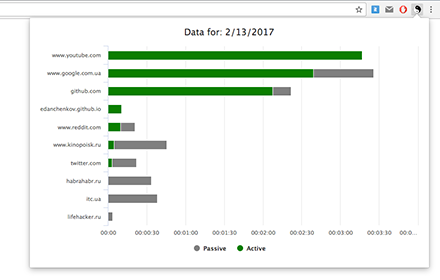 Data for: 2/13/2017
www.youtube.com
www.google.com.ua
github.com
edanchenkov.github.io
www.reddit.com
www.kinopoisk.ru
twitter.com
habrahabr.ru
itc.ua
lifehacker.ru
00:00 00:00:30 00:01:00 00:01:30 00:02:00 00:02:30 00:03:00 00:03:30 00:0...
Passive Active